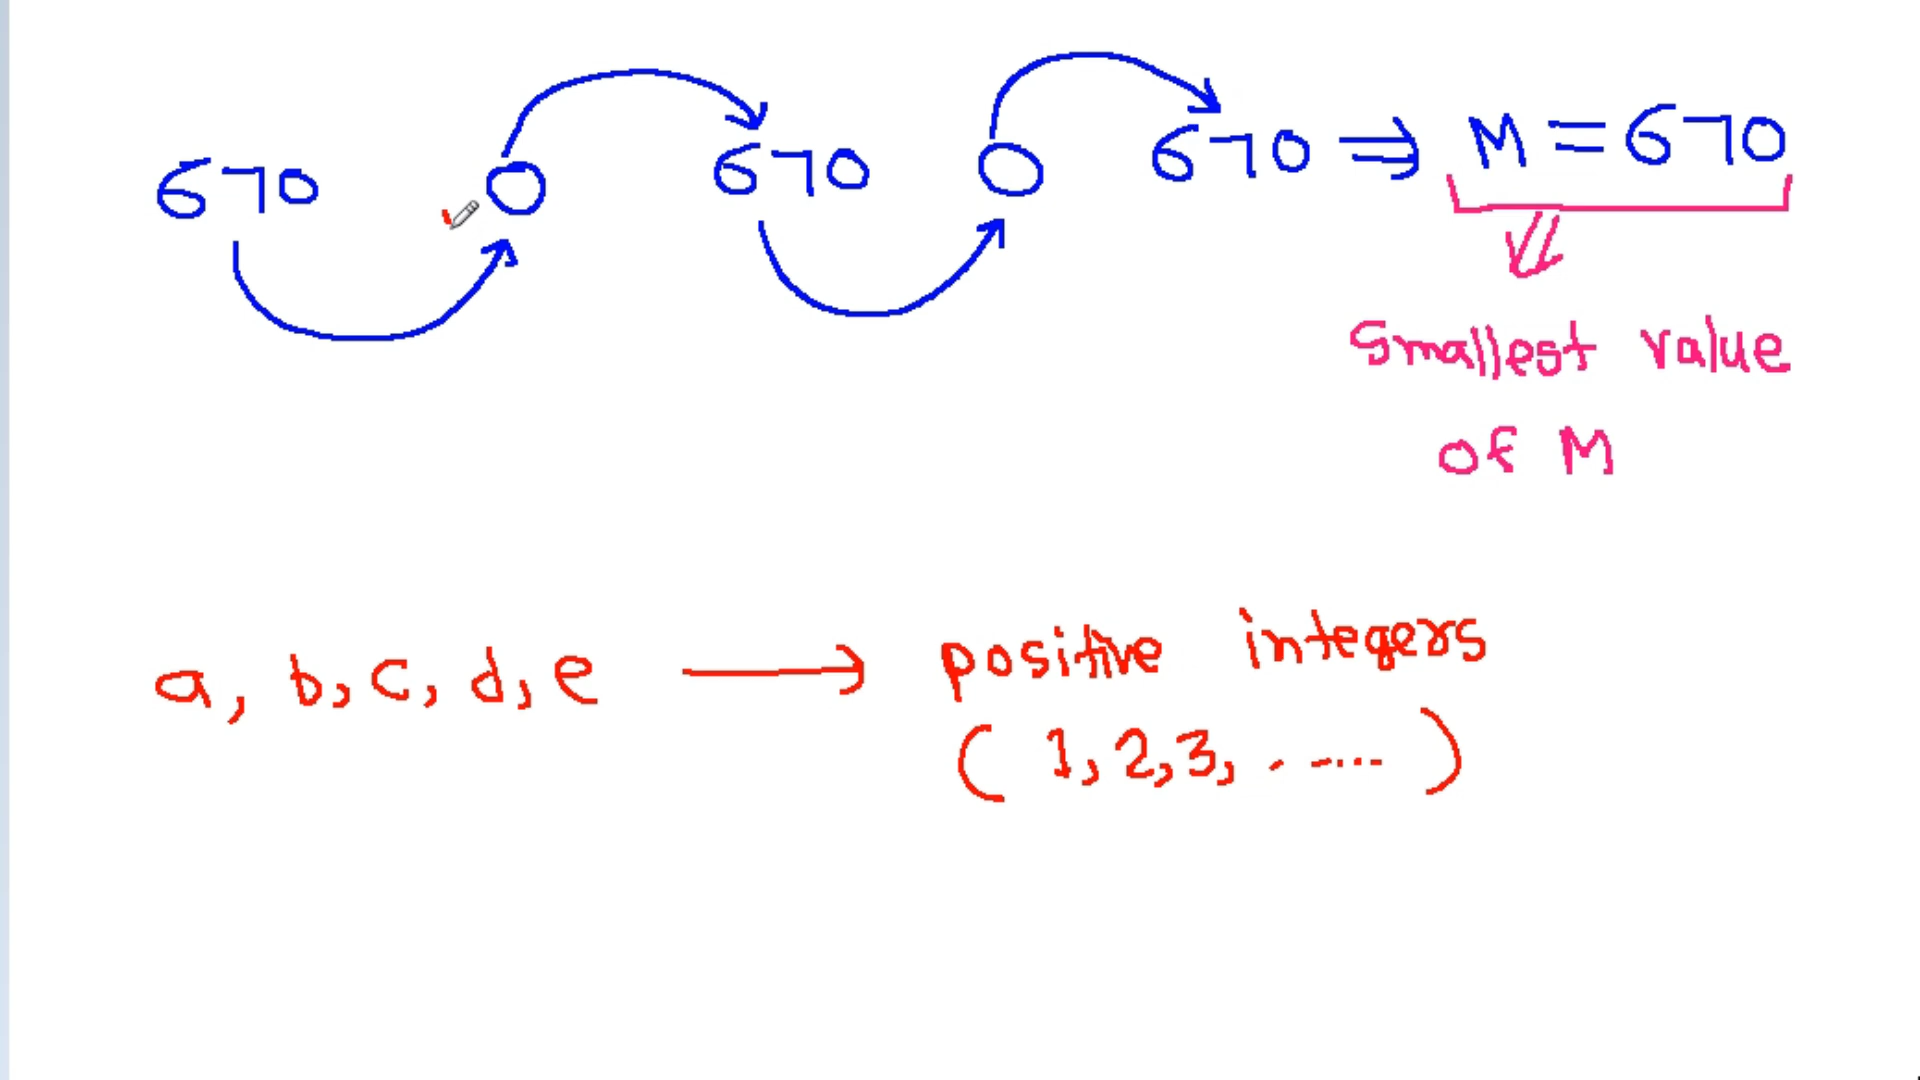 670 0 670 0 670 ⇒ M = 670
Smallest value
of M
a, b, c, d, e ⟶ positive integers
( 1, 2, 3, ...... )